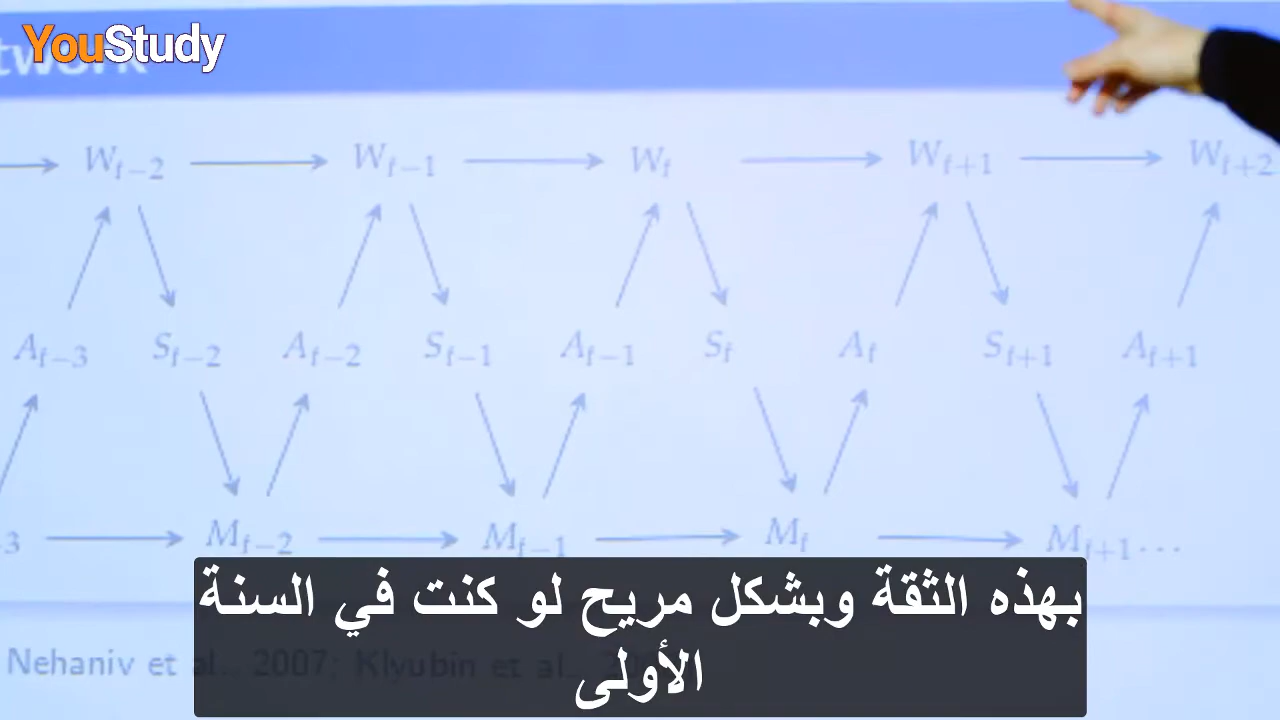 YouStudy
twork
W_{t−2} W_{t−1} W_t W_{t+1} W_{t+2}
A_{t−3} S_{t−2} A_{t−2} S_{t−1} A_{t−1} S_t A_t S_{t+1} A_{t+1}
3 M_{t−2} M_{t−1} M_t M_{t+1} ...
بهذه الثقة وبشكل مريح لو كنت في السنة
الأولى
Nehaniv et al., 2007; Klyubin et al.,